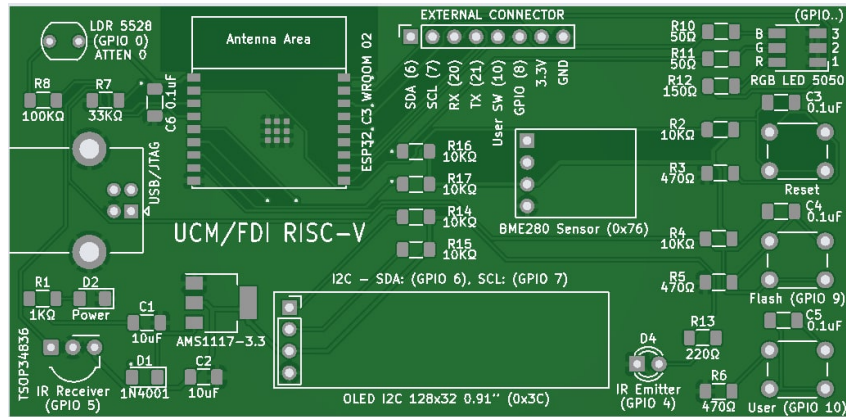 LDR 5528
(GPIO 0)
ATTEN 0
R8
100KΩ
R7
33KΩ
C6 0.1uF
Antenna Area
ESP32_C3_WROOM 02
EXTERNAL CONNECTOR
SDA (6)
SCL (7)
RX (20)
TX (21)
User SW (10)
GPIO (8)
3.3V
GND
R10
50Ω
R11
50Ω
R12
150Ω
(GPIO..)
B 3
G 2
R 1
RGB LED 5050
C3
0.1uF
R2
10KΩ
R3
470Ω
Reset
R16
10KΩ
R17
10KΩ
R14
10KΩ
R15
10KΩ
USB/JTAG
UCM/FDI RISC-V
BME280 Sensor (0x76)
C4
0.1uF
R4
10KΩ
R5
470Ω
Flash (GPIO 9)
R1
1KΩ
D2
Power
C1
10uF
AMS1117-3.3
I2C - SDA: (GPIO 6), SCL: (GPIO 7)
TSOP34836
IR Receiver
(GPIO 5)
D1
1N4001
C2
10uF
OLED I2C 128x32 0.91" (0x3C)
D4
IR Emitter
(GPIO 4)
R13
220Ω
R6
470Ω
C5
0.1uF
User (GPIO 10)